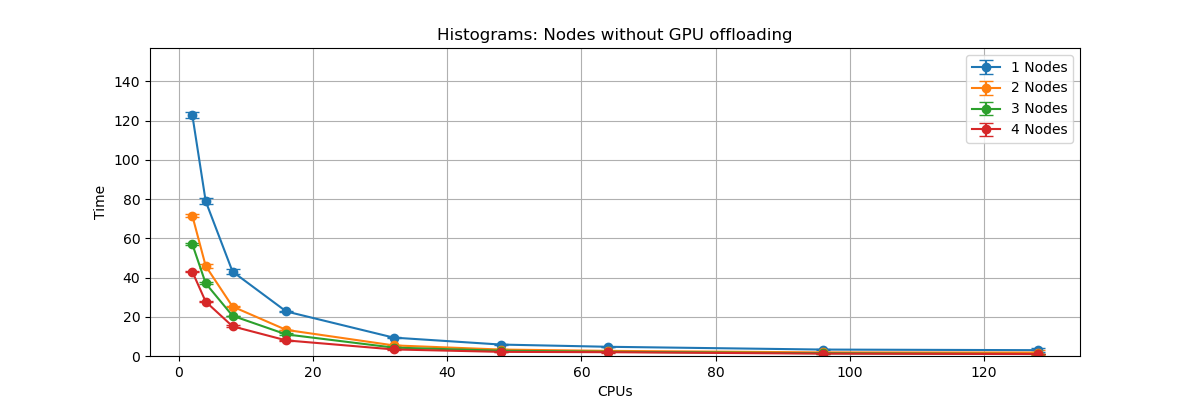 Histograms: Nodes without GPU offloading
1 Nodes
2 Nodes
3 Nodes
4 Nodes
Time
140
120
100
80
60
40
20
0
0 20 40 60 80 100 120
CPUs